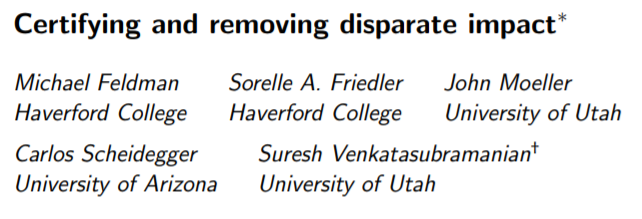 Certifying and removing disparate impact*
Michael Feldman Sorelle A. Friedler John Moeller
Haverford College Haverford College University of Utah
Carlos Scheidegger Suresh Venkatasubramanian†
University of Arizona University of Utah